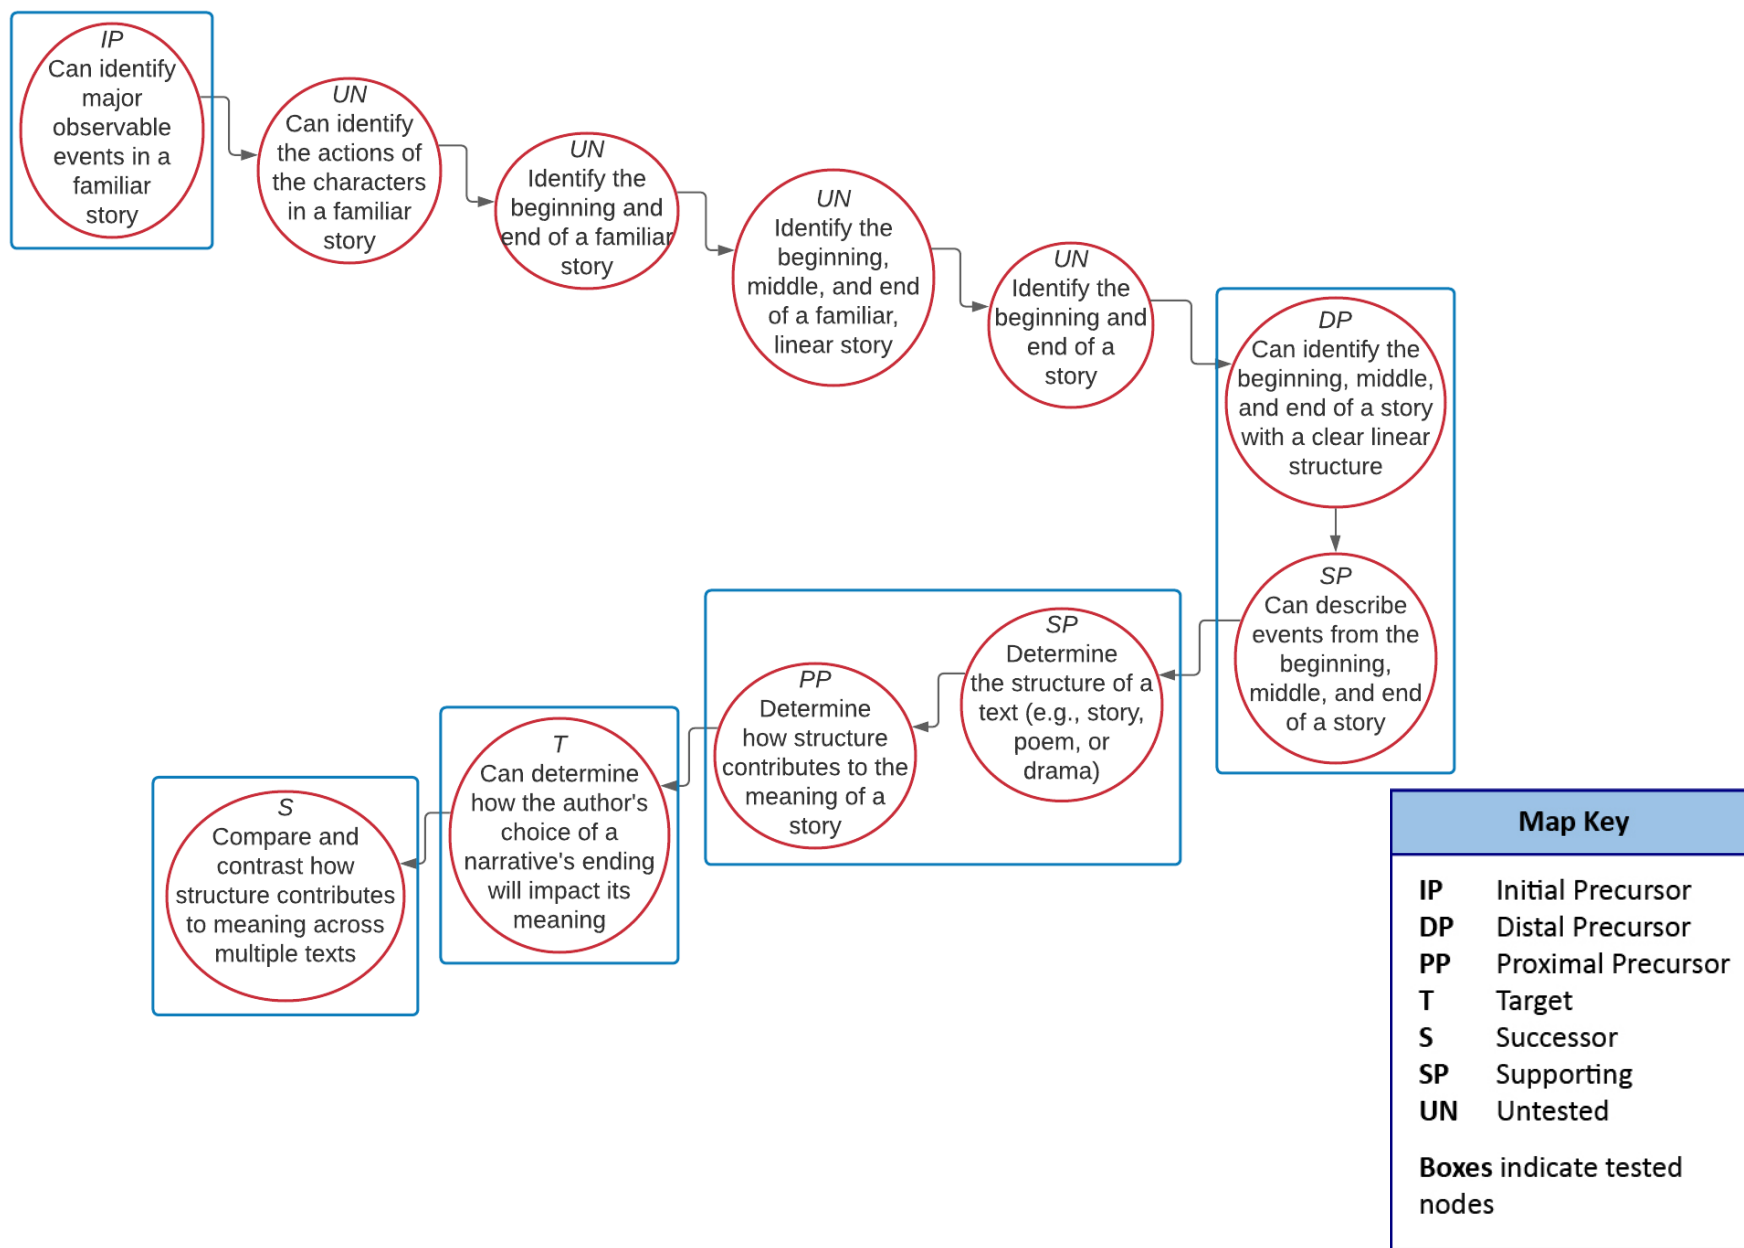 IP
Can identify
major
observable
events in a
familiar
story
UN
Can identify
the actions of
the characters
in a familiar
story
UN
Identify the
beginning and
end of a familiar
story
UN
Identify the
beginning,
middle, and end
of a familiar,
linear story
UN
Identify the
beginning and
end of a
story
DP
Can identify the
beginning, middle,
and end of a story
with a clear linear
structure
SP
Can describe
events from the
beginning,
middle, and end
of a story
SP
Determine
the structure of a
text (e.g., story,
poem, or
drama)
PP
Determine
how structure
contributes to the
meaning of a
story
T
Can determine
how the author's
choice of a
narrative's ending
will impact its
meaning
S
Compare and
contrast how
structure contributes
to meaning across
multiple texts
Map Key
IP Initial Precursor
DP Distal Precursor
PP Proximal Precursor
T Target
S Successor
SP Supporting
UN Untested
Boxes indicate tested
nodes